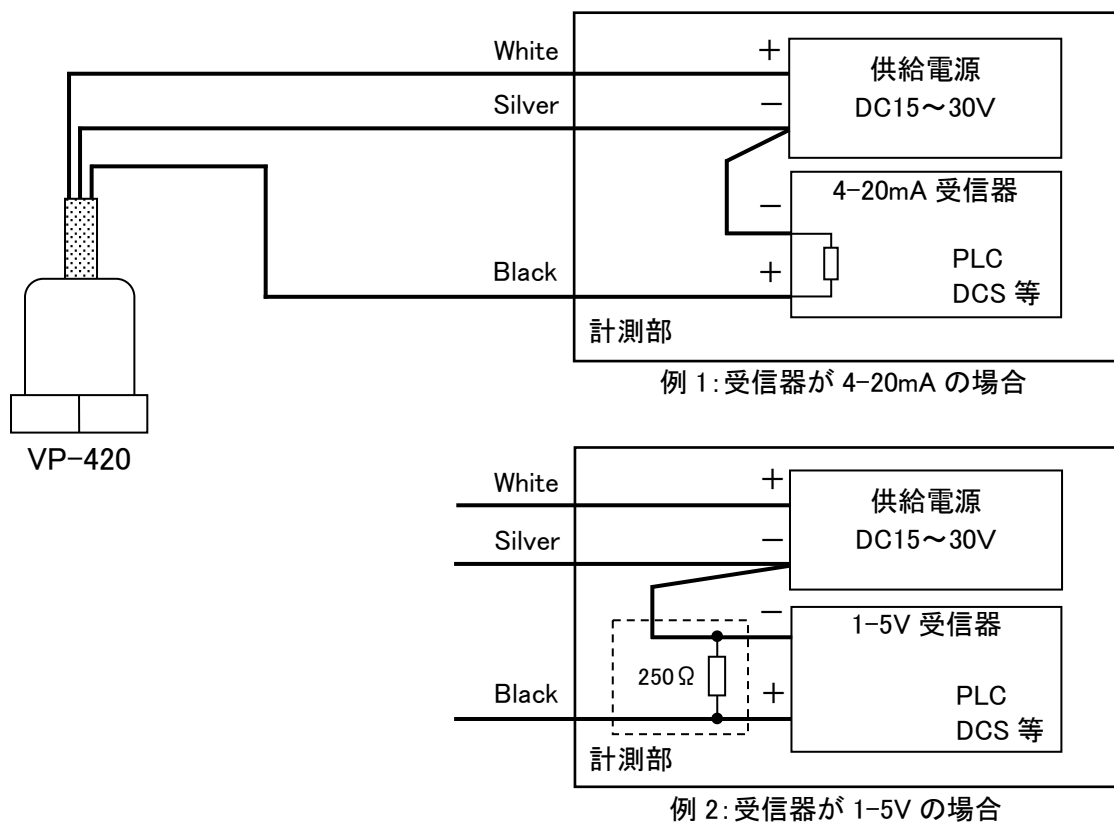 White
+
供給電源
DC15～30V
Silver
−
4-20mA 受信器
−
PLC
DCS 等
Black
+
計測部
例 1:受信器が 4-20mA の場合
VP-420
White
+
供給電源
DC15～30V
Silver
−
1-5V 受信器
−
250Ω
PLC
DCS 等
Black
+
計測部
例 2:受信器が 1-5V の場合